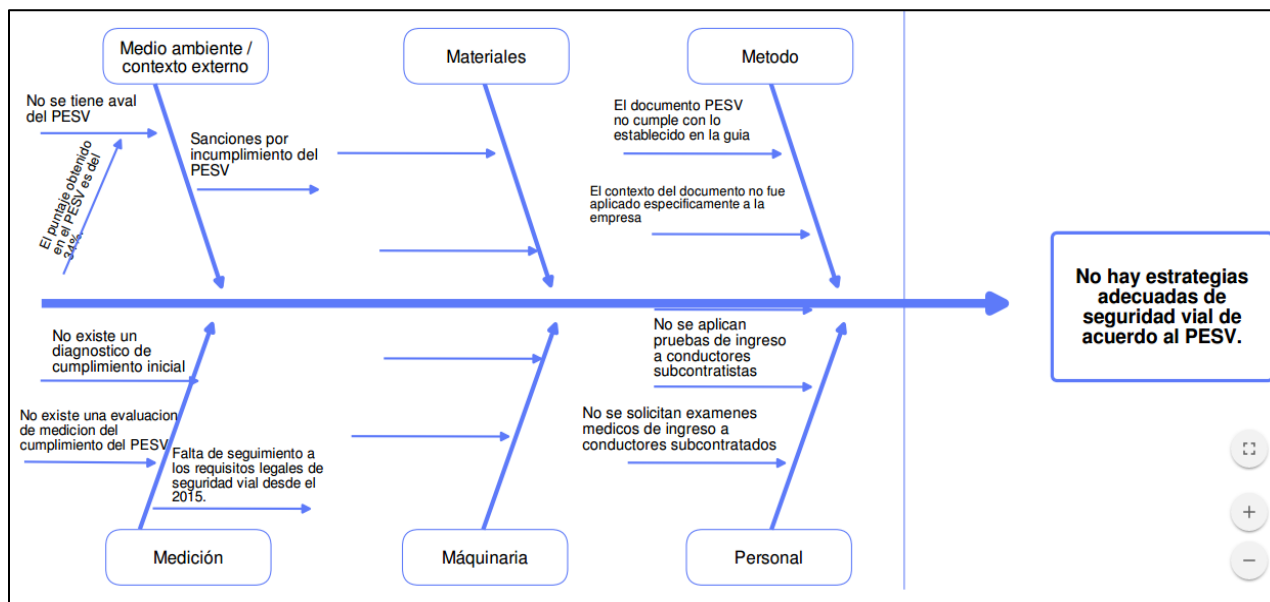 Medio ambiente /
contexto externo
Materiales
Metodo
No se tiene aval
del PESV
El puntaje obtenido
en el PESV es del
34%.
Sanciones por
incumplimiento del
PESV
El documento PESV
no cumple con lo
establecido en la guia
El contexto del documento no fue
aplicado especificamente a la
empresa
No hay estrategias
adecuadas de
seguridad vial de
acuerdo al PESV.
No existe un
diagnostico de
cumplimiento inicial
No existe una evaluacion
de medicion del
cumplimiento del PESV
Falta de seguimiento a
los requisitos legales de
seguridad vial desde el
2015.
No se aplican
pruebas de ingreso
a conductores
subcontratistas
No se solicitan examenes
medicos de ingreso a
conductores subcontratados
Medición
Máquinaria
Personal